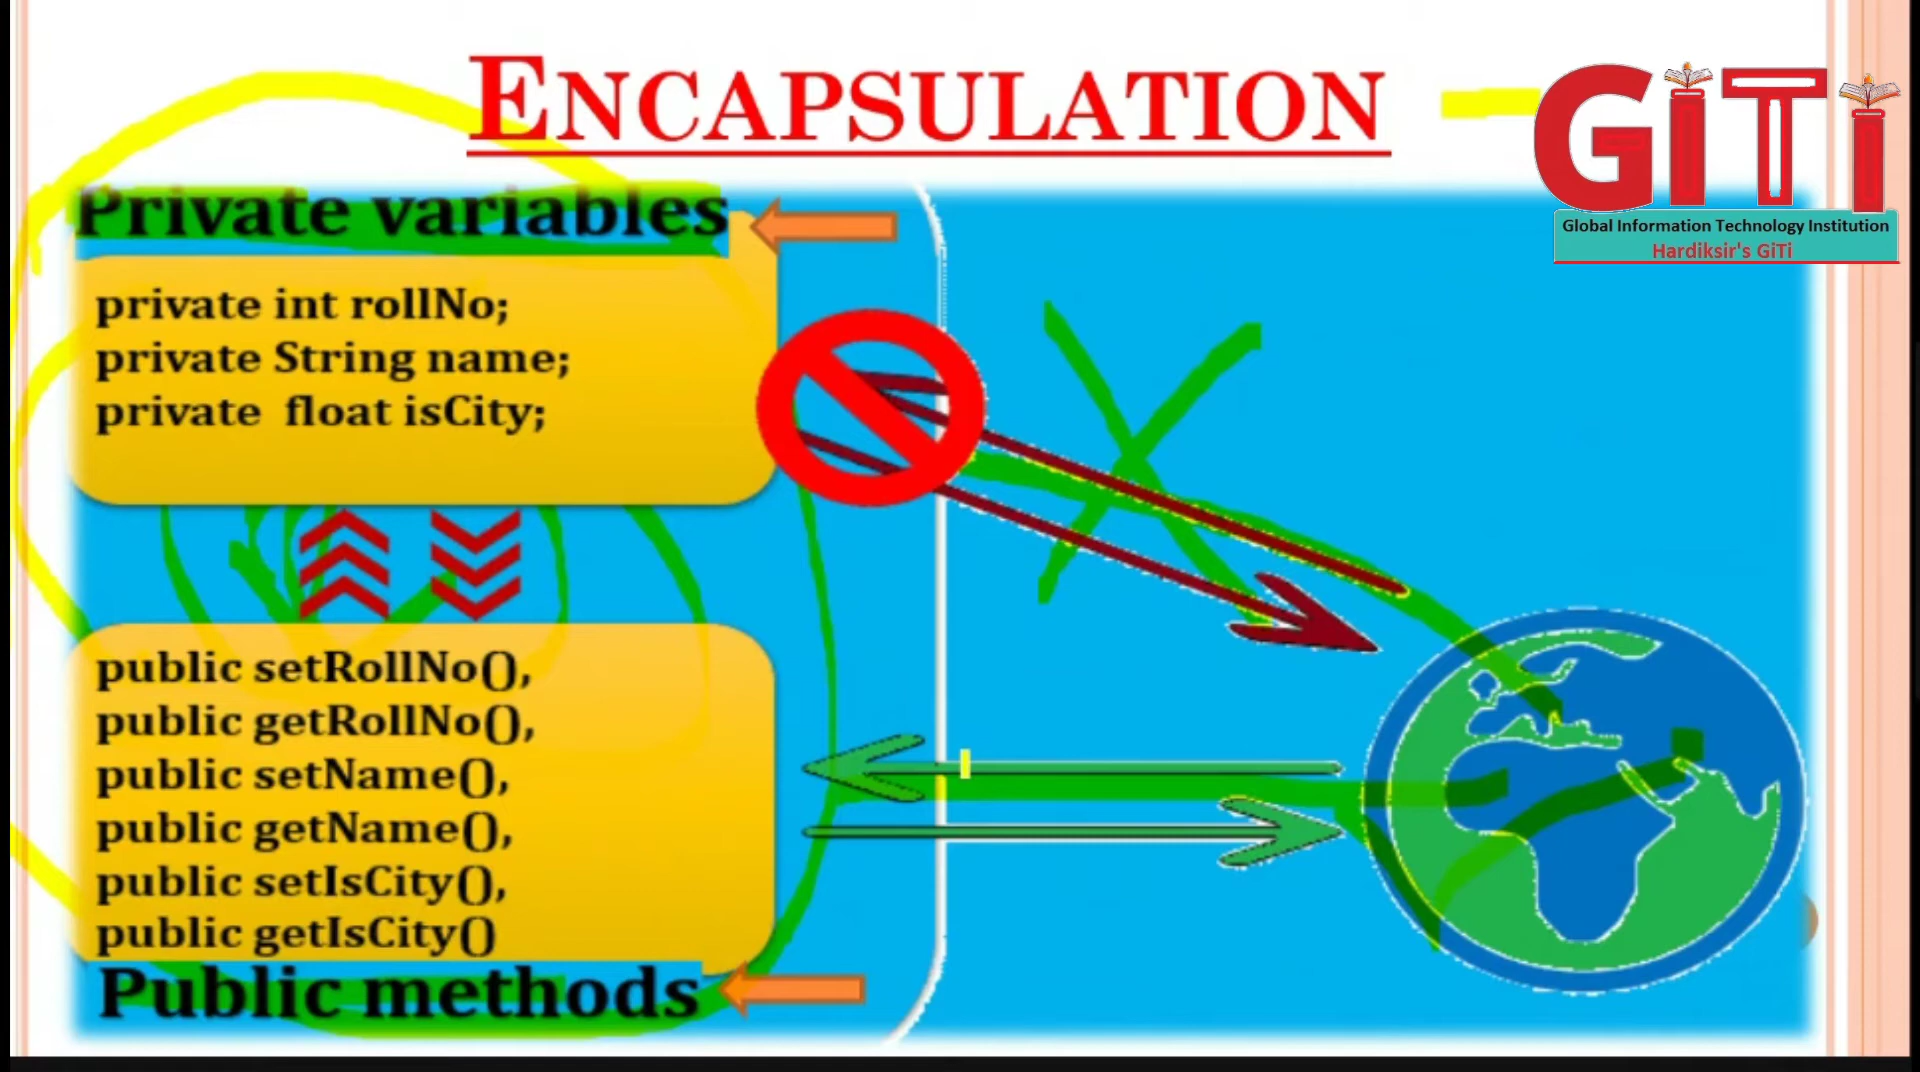 ENCAPSULATION
GiTi
Global Information Technology Institution
Hardiksir's GiTi
Private variables
private int rollNo;
private String name;
private  float isCity;
public setRollNo(),
public getRollNo(),
public setName(),
public getName(),
public setIsCity(),
public getIsCity()
Public methods